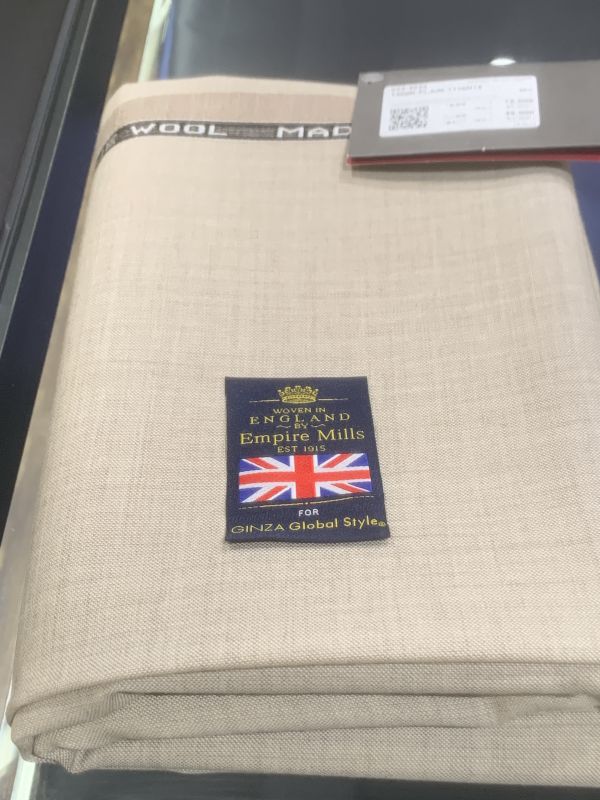 WOOL MAD
WOVEN IN
ENGLAND
BY
Empire Mills
EST 1915
FOR
GINZA Global Style